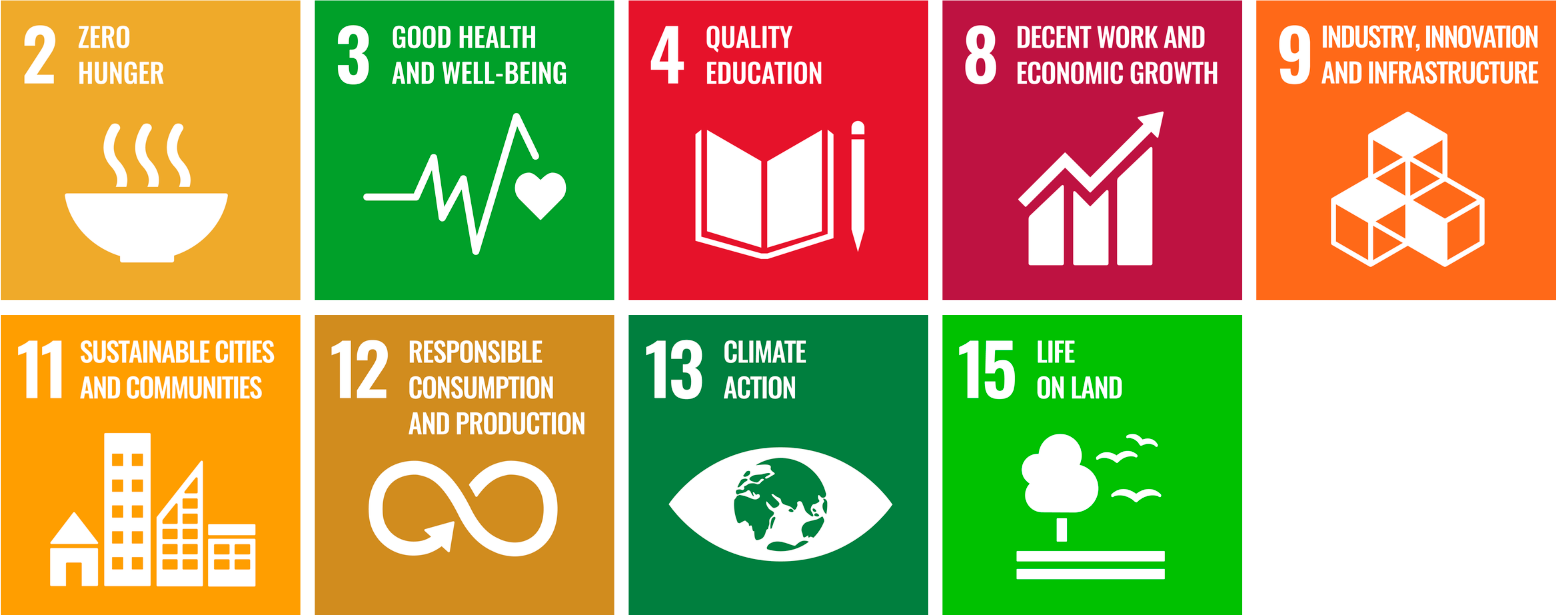 2 ZERO
HUNGER
3 GOOD HEALTH
AND WELL-BEING
4 QUALITY
EDUCATION
8 DECENT WORK AND
ECONOMIC GROWTH
9 INDUSTRY, INNOVATION
AND INFRASTRUCTURE
11 SUSTAINABLE CITIES
AND COMMUNITIES
12 RESPONSIBLE
CONSUMPTION
AND PRODUCTION
13 CLIMATE
ACTION
15 LIFE
ON LAND